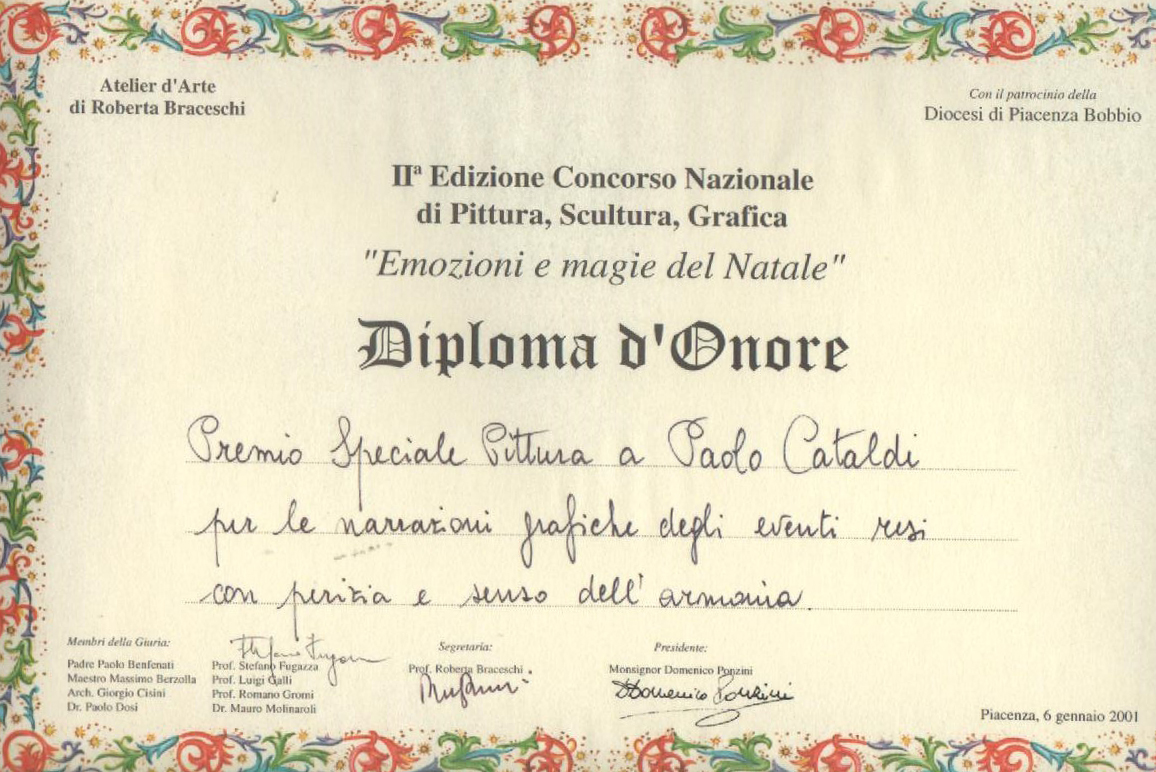 Atelier d'Arte
di Roberta Braceschi
Con il patrocinio della
Diocesi di Piacenza Bobbio
IIª Edizione Concorso Nazionale
di Pittura, Scultura, Grafica
"Emozioni e magie del Natale"
Diploma d'Onore
Premio Speciale Pittura a Paolo Cataldi
per le narrazioni grafiche degli eventi resi
con perizia e senso dell'armonia.
Membri della Giuria:
Padre Paolo Benfenati
Maestro Massimo Berzolla
Arch. Giorgio Cisini
Dr. Paolo Dosi
Stefano Fugazza
Prof. Stefano Fugazza
Prof. Luigi Galli
Prof. Romano Gromi
Dr. Mauro Molinaroli
Segretaria:
Prof. Roberta Braceschi
Presidente:
Monsignor Domenico Ponzini
Domenico Ponzini
Piacenza, 6 gennaio 2001